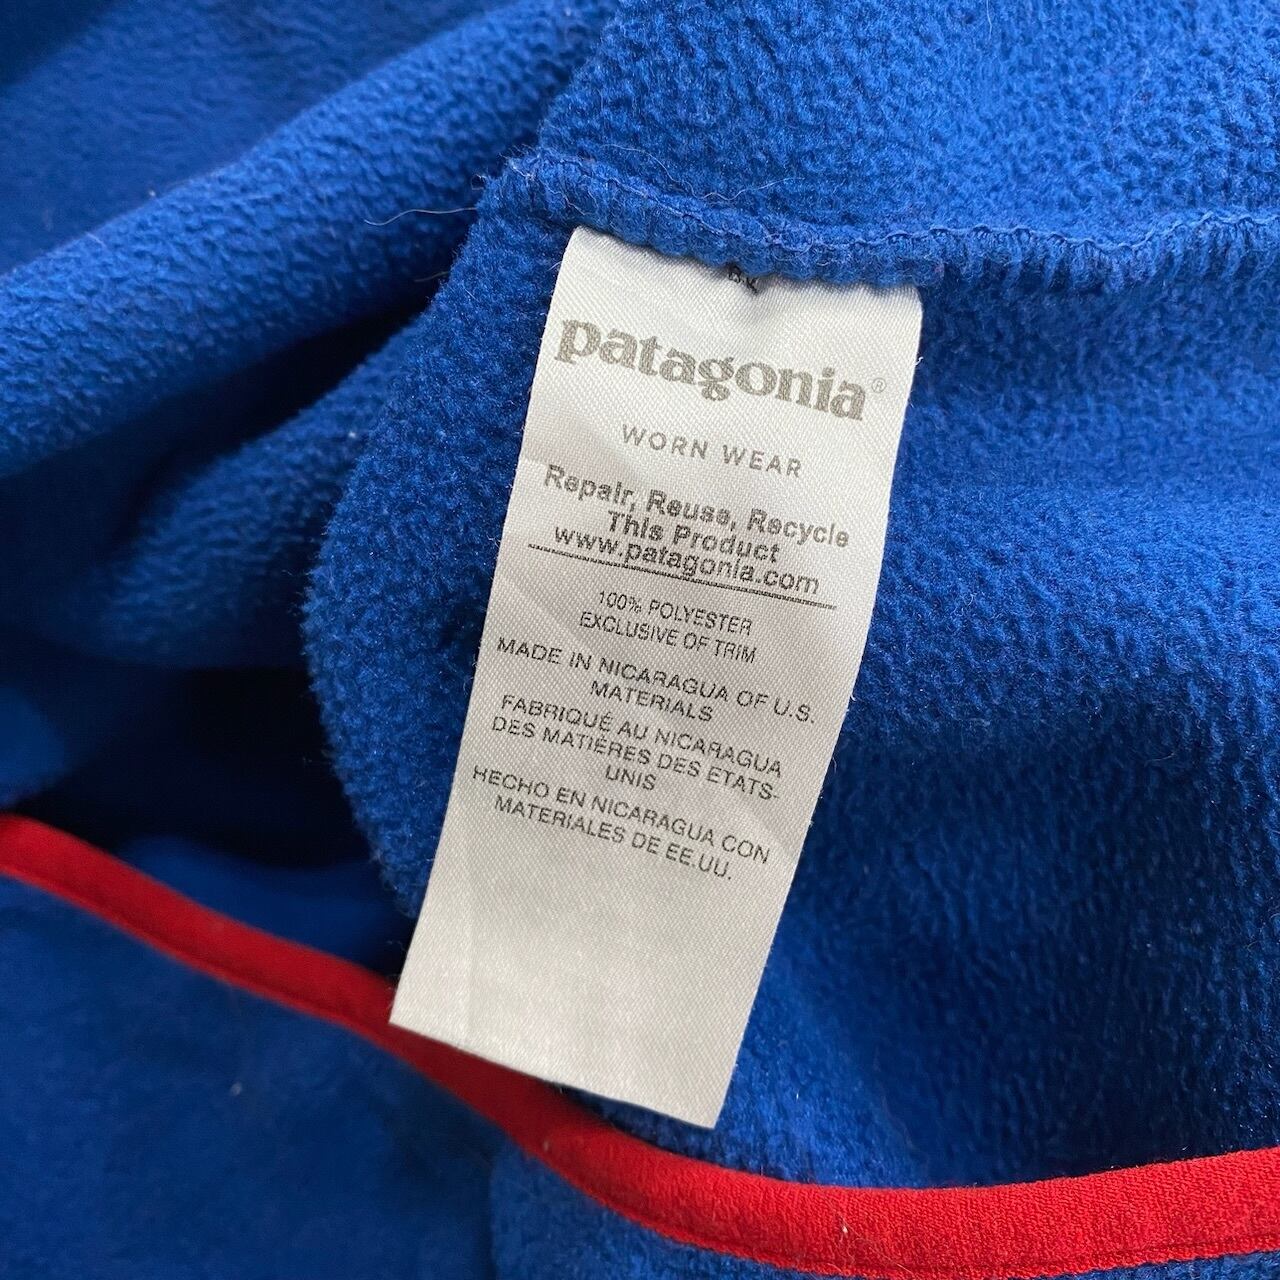 patagonia®
WORN WEAR
Repair, Reuse, Recycle
This Product
www.patagonia.com
100% POLYESTER
EXCLUSIVE OF TRIM
MADE IN NICARAGUA OF U.S.
MATERIALS
FABRIQUÉ AU NICARAGUA
DES MATIÈRES DES ETATS-
UNIS
HECHO EN NICARAGUA CON
MATERIALES DE EE.UU.